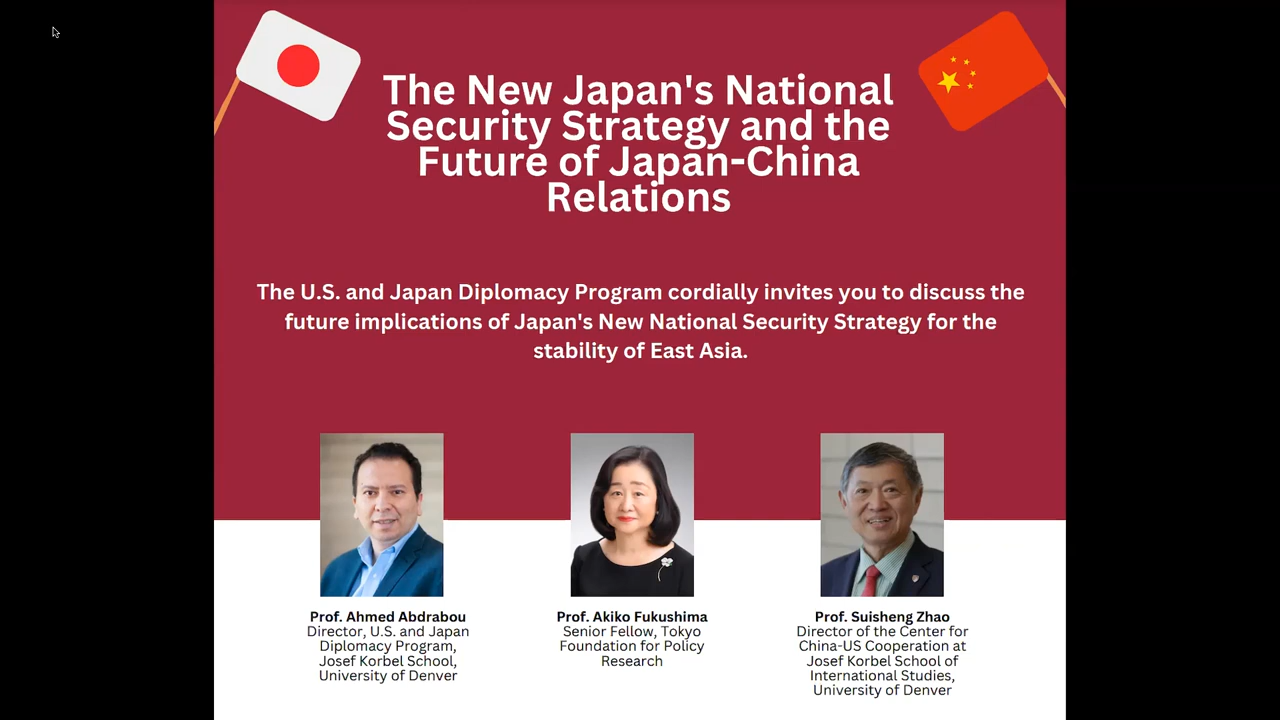 The New Japan's National
Security Strategy and the
Future of Japan-China
Relations
The U.S. and Japan Diplomacy Program cordially invites you to discuss the
future implications of Japan's New National Security Strategy for the
stability of East Asia.
Prof. Ahmed Abdrabou
Director, U.S. and Japan
Diplomacy Program,
Josef Korbel School,
University of Denver
Prof. Akiko Fukushima
Senior Fellow, Tokyo
Foundation for Policy
Research
Prof. Suisheng Zhao
Director of the Center for
China-US Cooperation at
Josef Korbel School of
International Studies,
University of Denver